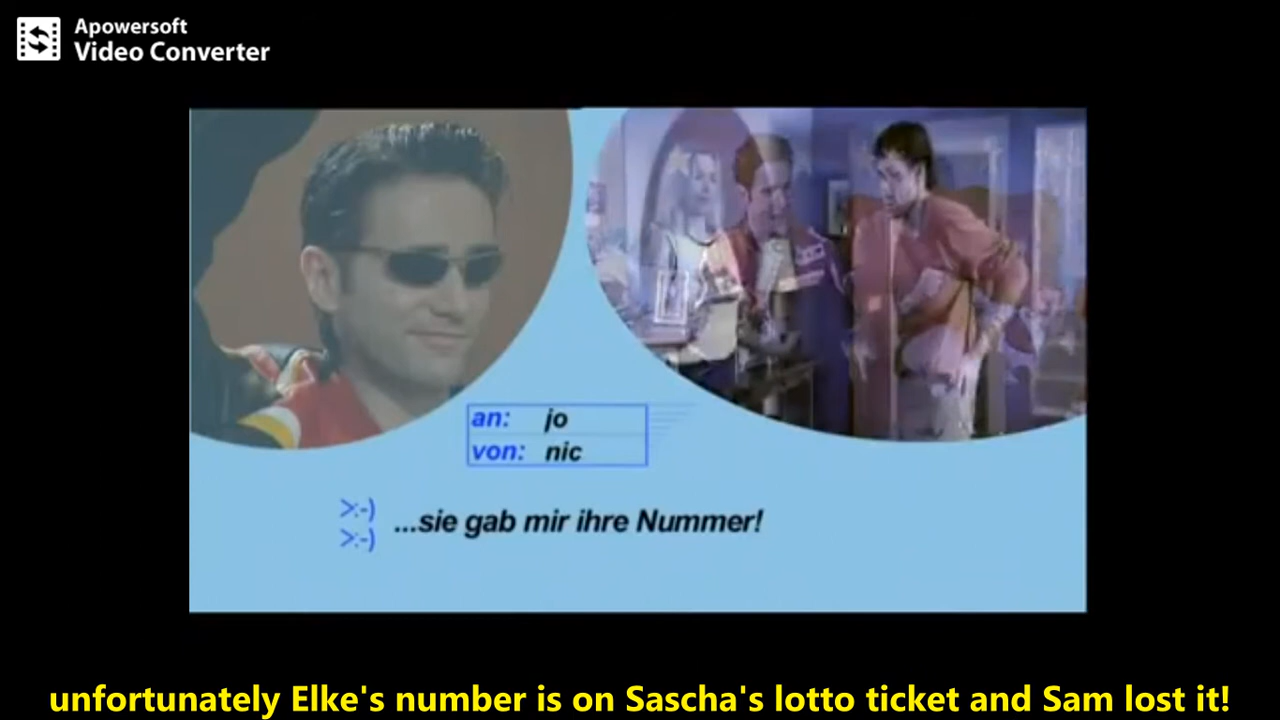 Apowersoft
Video Converter
an: jo
von: nic
>:-)
>:-)
...sie gab mir ihre Nummer!
unfortunately Elke's number is on Sascha's lotto ticket and Sam lost it!